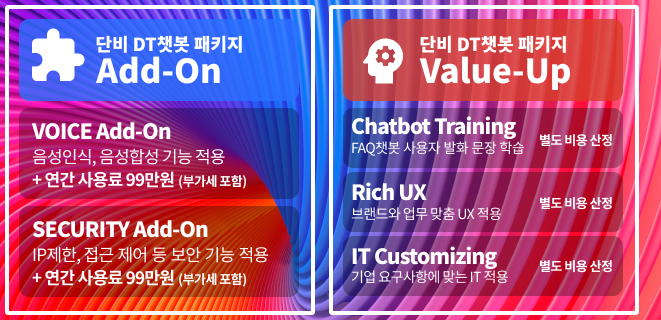 단비 DT챗봇 패키지
Add-On
VOICE Add-On
음성인식, 음성합성 기능 적용
+ 연간 사용료 99만원 (부가세 포함)
SECURITY Add-On
IP제한, 접근 제어 등 보안 기능 적용
+ 연간 사용료 99만원 (부가세 포함)
단비 DT챗봇 패키지
Value-Up
Chatbot Training
FAQ챗봇 사용자 발화 문장 학습
별도 비용 산정
Rich UX
브랜드와 업무 맞춤 UX 적용
별도 비용 산정
IT Customizing
기업 요구사항에 맞는 IT 적용
별도 비용 산정